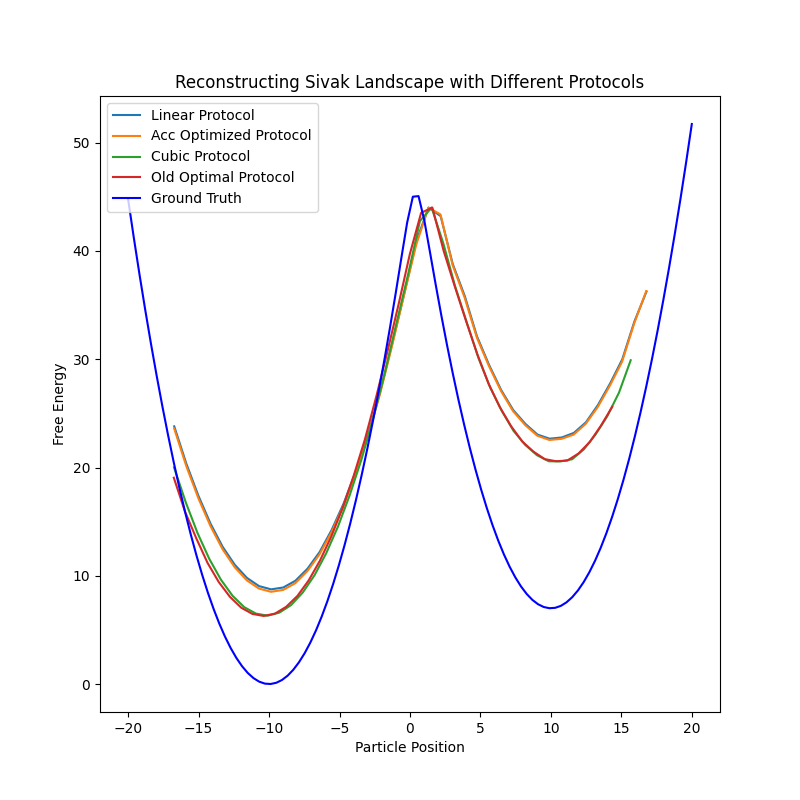 Reconstructing Sivak Landscape with Different Protocols
Linear Protocol
Acc Optimized Protocol
Cubic Protocol
Old Optimal Protocol
Ground Truth
50
40
30
20
10
0
Free Energy
−20 −15 −10 −5 0 5 10 15 20
Particle Position